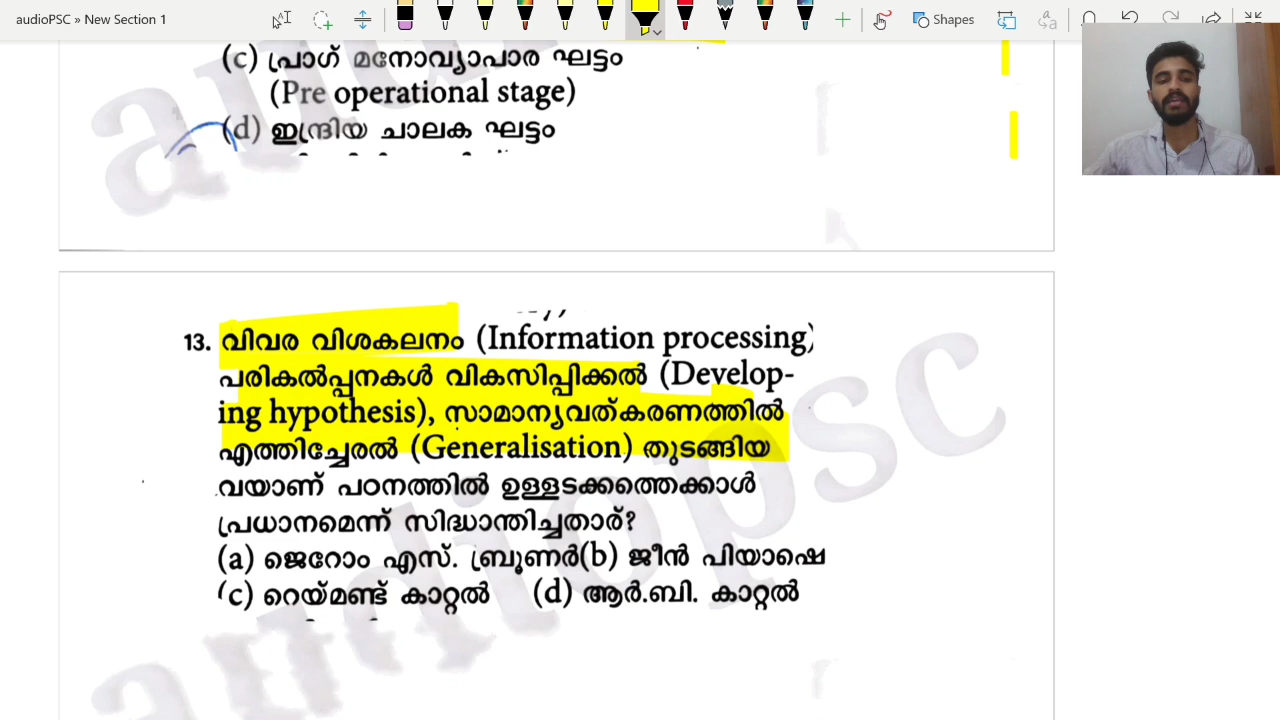 audioPSC » New Section 1
Shapes
(c) പ്രാഗ് മനോവ്യാപാര ഘട്ടം
(Pre operational stage)
(d) ഇന്ദ്രിയ ചാലക ഘട്ടം
13. വിവര വിശകലനം (Information processing)
പരികൽപ്പനകൾ വികസിപ്പിക്കൽ (Develop-
ing hypothesis), സാമാന്യവത്കരണത്തിൽ
എത്തിച്ചേരൽ (Generalisation) തുടങ്ങിയ
വയാണ് പഠനത്തിൽ ഉള്ളടക്കത്തെക്കാൾ
പ്രധാനമെന്ന് സിദ്ധാന്തിച്ചതാര്?
(a) ജെറോം എസ്. ബ്രൂണർ(b) ജീൻ പിയാഷെ
(c) റെയ്മണ്ട് കാറ്റൽ (d) ആർ.ബി. കാറ്റൽ
audiopsc